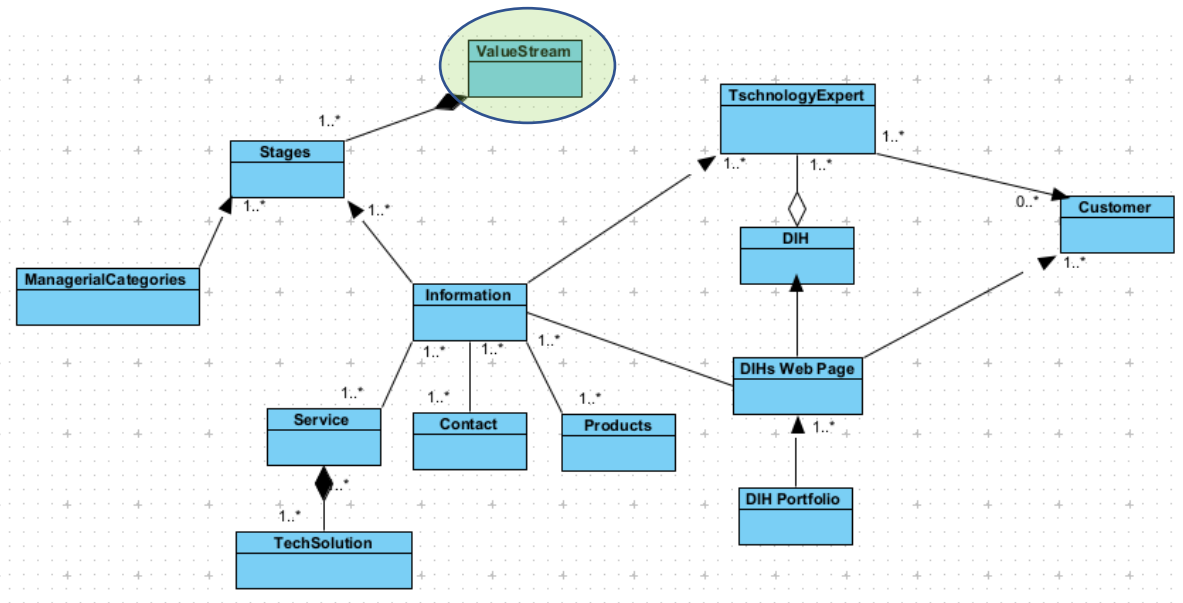 ValueStream
TschnologyExpert
1..*
1..*
Stages
1..*
1..*
1..*
0..*
Customer
1..*
1..*
DIH
1..*
ManagerialCategories
Information
1..*
1..*
1..*
DIHs Web Page
1..*
1..*
1..*
Service
Contact
Products
1..*
..*
DIH Portfolio
1..*
TechSolution